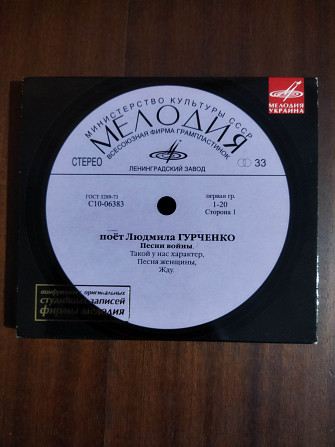 МИНИСТЕРСТВО КУЛЬТУРЫ СССР
МЕЛОДИЯ
ВСЕСОЮЗНАЯ ФИРМА ГРАМПЛАСТИНОК
СТЕРЕО
33
ЛЕНИНГРАДСКИЙ ЗАВОД
МЕЛОДИЯ
УКРАИНА
ГОСТ 5289-73
С10-06383
первая гр.
1-20
Сторона 1
поёт Людмила ГУРЧЕНКО
Песни войны.
Такой у нас характер,
Песня женщины,
Жду.
оригинальных
студийных записей
фирмы мелодия